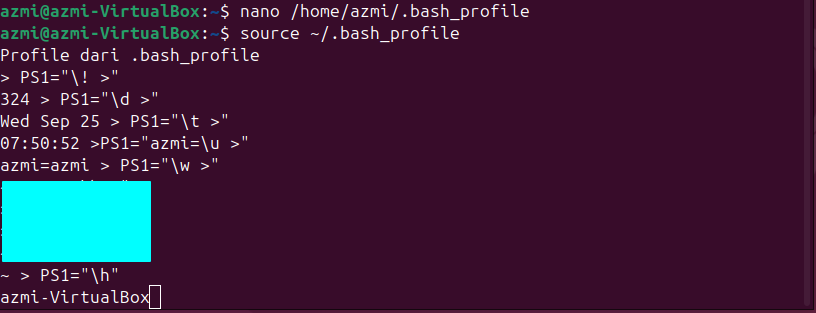 azmi@azmi-VirtualBox:~$ nano /home/azmi/.bash_profile
azmi@azmi-VirtualBox:~$ source ~/.bash_profile
Profile dari .bash_profile
> PS1="\! >"
324 > PS1="\d >"
Wed Sep 25 > PS1="\t >"
07:50:52 >PS1="azmi=\u >"
azmi=azmi > PS1="\w >"
~ > PS1="\h"
azmi-VirtualBox